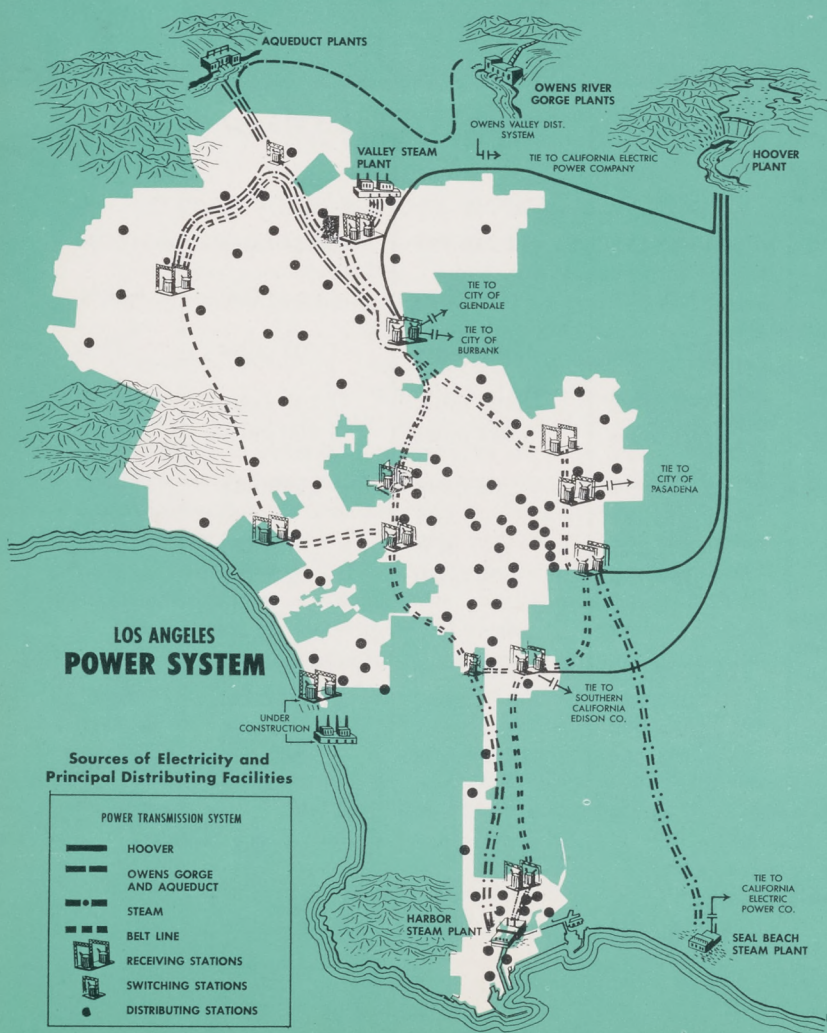 AQUEDUCT PLANTS
OWENS RIVER
GORGE PLANTS
OWENS VALLEY DIST.
SYSTEM
TIE TO CALIFORNIA ELECTRIC
POWER COMPANY
HOOVER
PLANT
VALLEY STEAM
PLANT
TIE TO
CITY OF
GLENDALE
TIE TO
CITY OF
BURBANK
TIE TO
CITY OF
PASADENA
LOS ANGELES
POWER SYSTEM
UNDER
CONSTRUCTION
TIE TO
SOUTHERN
CALIFORNIA
EDISON CO.
Sources of Electricity and
Principal Distributing Facilities
POWER TRANSMISSION SYSTEM
HOOVER
OWENS GORGE
AND AQUEDUCT
STEAM
BELT LINE
RECEIVING STATIONS
SWITCHING STATIONS
DISTRIBUTING STATIONS
HARBOR
STEAM PLANT
TIE TO
CALIFORNIA
ELECTRIC
POWER CO.
SEAL BEACH
STEAM PLANT